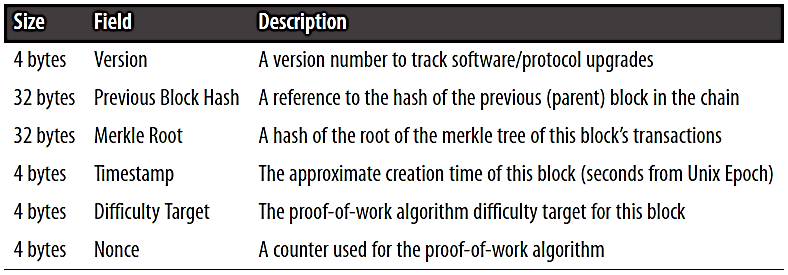 Size Field Description
4 bytes Version A version number to track software/protocol upgrades
32 bytes Previous Block Hash A reference to the hash of the previous (parent) block in the chain
32 bytes Merkle Root A hash of the root of the merkle tree of this block’s transactions
4 bytes Timestamp The approximate creation time of this block (seconds from Unix Epoch)
4 bytes Difficulty Target The proof-of-work algorithm difficulty target for this block
4 bytes Nonce A counter used for the proof-of-work algorithm